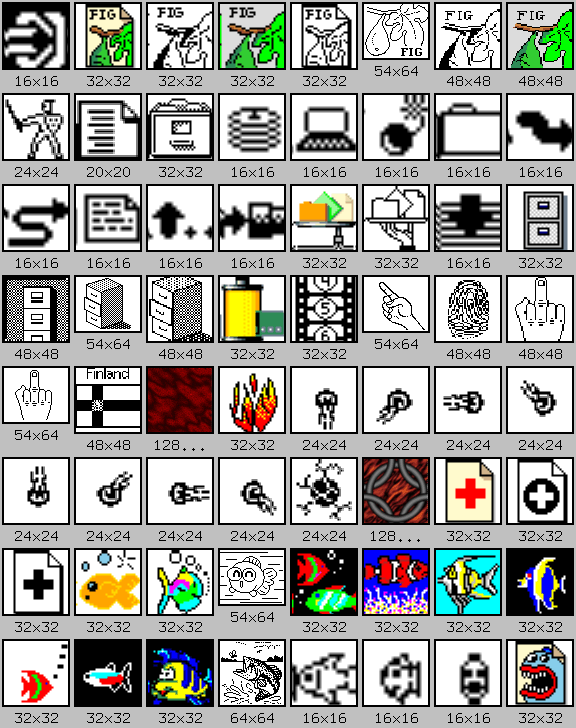 FIG FIG FIG FIG FIG FIG FIG
16x16 32x32 32x32 32x32 32x32 54x64 48x48 48x48
24x24 20x20 32x32 16x16 16x16 16x16 16x16 16x16
16x16 16x16 16x16 16x16 32x32 32x32 16x16 32x32
4
5
6
48x48 54x64 48x48 32x32 32x32 54x64 48x48 48x48
Finland
54x64 48x48 128... 32x32 24x24 24x24 24x24 24x24
24x24 24x24 24x24 24x24 24x24 128... 32x32 32x32
32x32 32x32 32x32 54x64 32x32 32x32 32x32 32x32
32x32 32x32 32x32 64x64 16x16 16x16 16x16 32x32